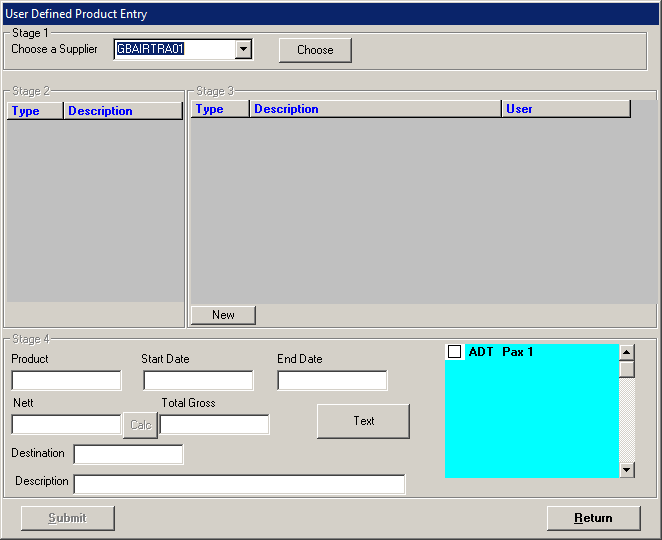 User Defined Product Entry
Stage 1
Choose a Supplier GBAIRTRA01 Choose
Stage 2
Type Description
Stage 3
Type Description User
New
Stage 4
Product Start Date End Date
ADT Pax 1
Nett Total Gross
Calc Text
Destination
Description
Submit Return